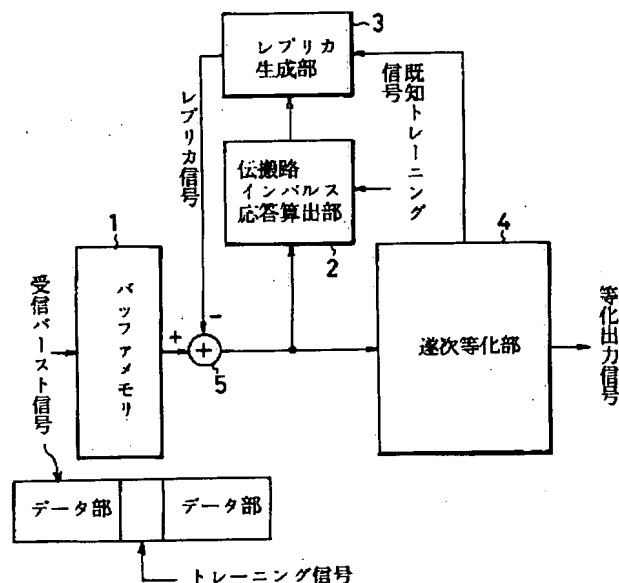 3
レプリカ
生成部
レプリカ信号
既知トレーニング
信号
伝搬路
インパルス
応答算出部
2
1
バッファメモリ
受信バースト信号
－
＋
＋
5
4
逐次等化部
等化出力信号
データ部
データ部
トレーニング信号